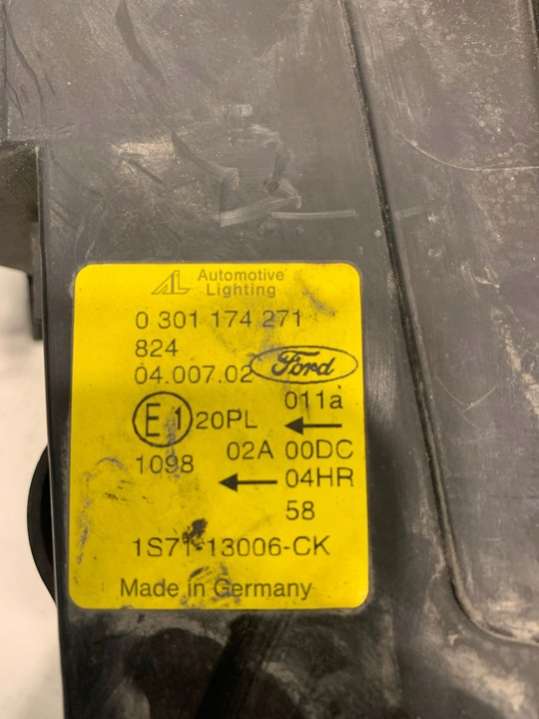 AL Automotive
Lighting
0 301 174 271
824
04.007.02 Ford
011a
E1 20PL ←
02A 00DC
1098 ← 04HR
58
1S71-13006-CK
Made in Germany